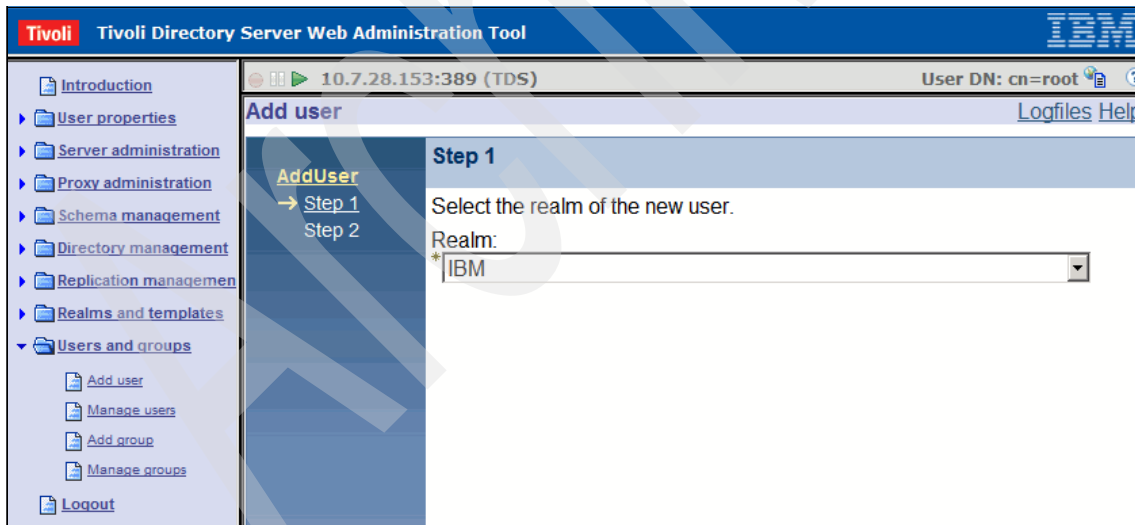 Tivoli Tivoli Directory Server Web Administration Tool IBM
Introduction
User properties
Server administration
Proxy administration
Schema management
Directory management
Replication managemen
Realms and templates
Users and groups
Add user
Manage users
Add group
Manage groups
Logout
10.7.28.153:389 (TDS) User DN: cn=root ?
Add user Logfiles Help
AddUser
Step 1
Step 2
Step 1
Select the realm of the new user.
Realm:
*IBM